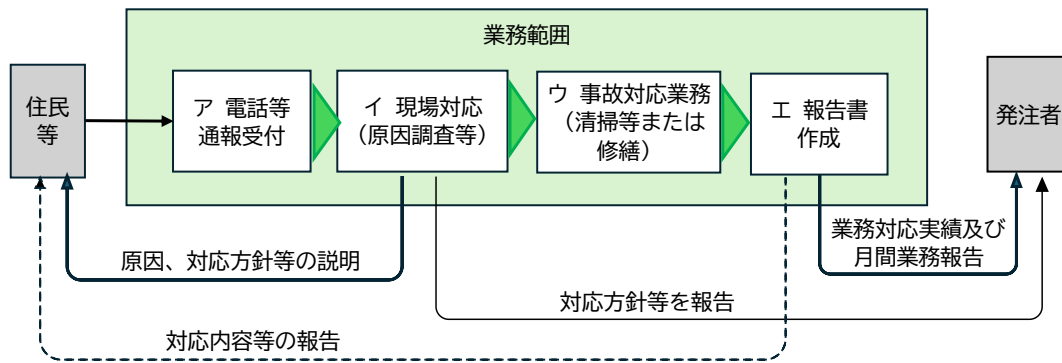 業務範囲
住民
等
ア 電話等
通報受付
イ 現場対応
（原因調査等）
ウ 事故対応業務
（清掃等または
修繕）
エ 報告書
作成
発注者
原因、対応方針等の説明
業務対応実績及び
月間業務報告
対応方針等を報告
対応内容等の報告